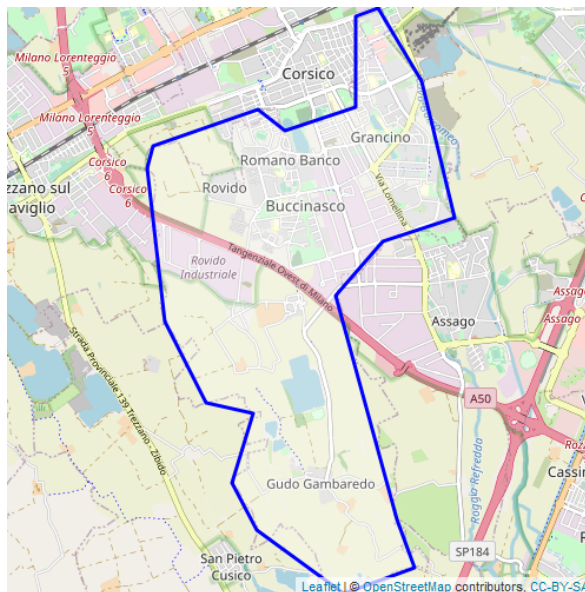 Milano Lorenteggio
5
Corsico
Milano Lorenteggio
5
Grancino
Corsico
6
Romano Banco
Corsico
6
zzano sul
aviglio
Rovido
Via Lomellina
Buccinasco
Tangenziale Ovest di Milano
Rovido
Industriale
Assago
Assago
Assago
Strada Provinciale 139 Trezzano - Zibido
A50
Roggia Refredda
Rozz
Cassin
Gudo Gambaredo
San Pietro
Cusico
SP184
Leaflet | © OpenStreetMap contributors, CC-BY-SA